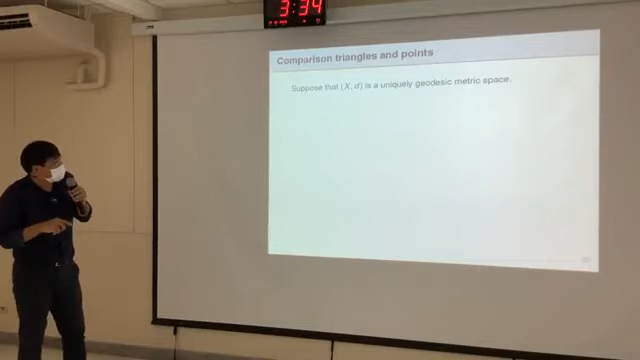 3:34
Comparison triangles and points
Suppose that (X, d) is a uniquely geodesic metric space.